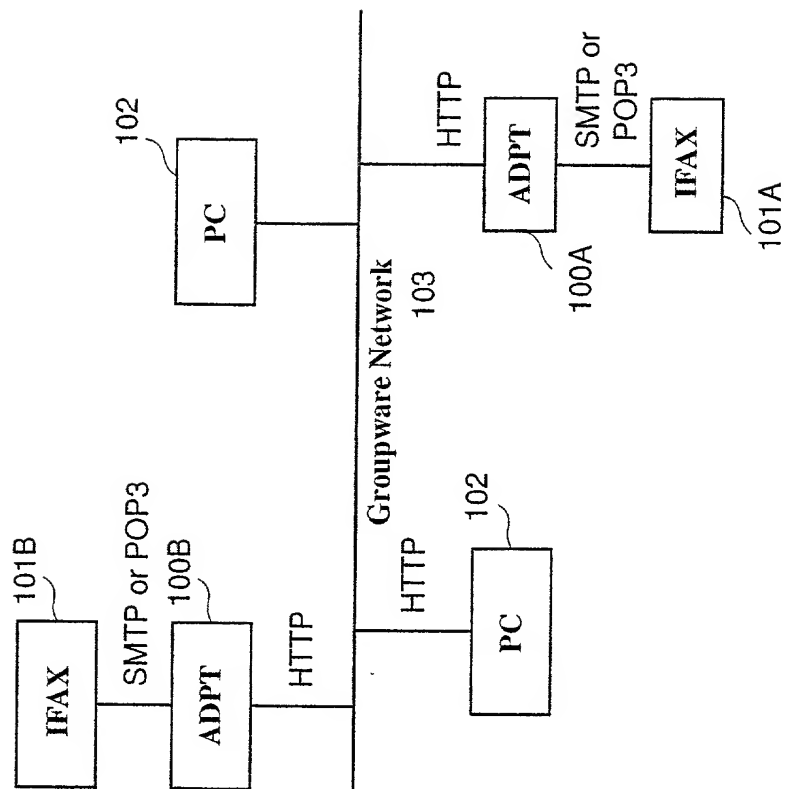 101B
IFAX
SMTP or POP3
100B
ADPT
HTTP
102
PC
Groupware Network
103
HTTP
102
PC
HTTP
ADPT
100A
SMTP or
POP3
IFAX
101A